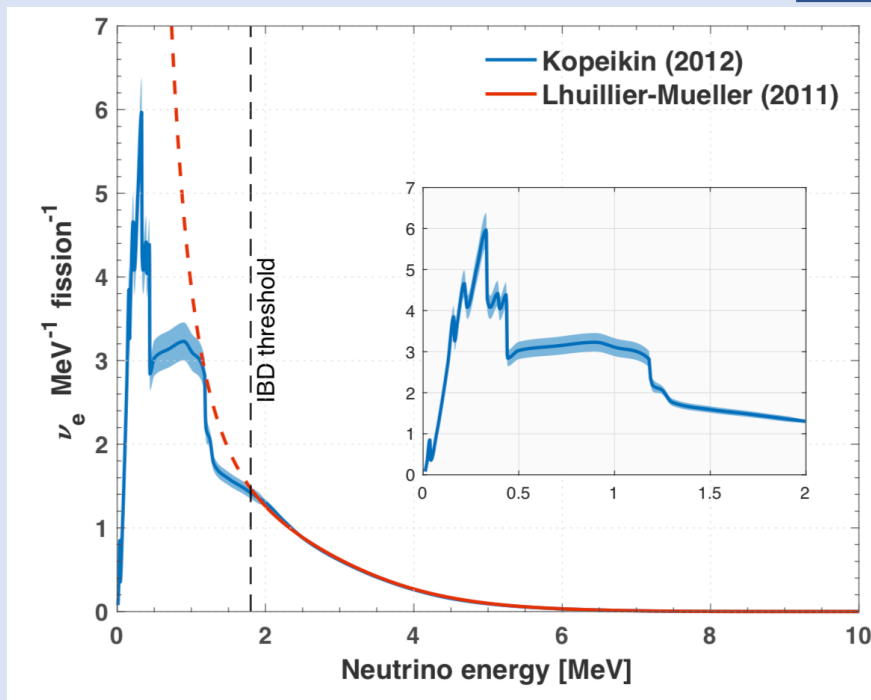 7
6
5
4
3
2
1
0
ν_e MeV^-1 fission^-1
Kopeikin (2012)
Lhuillier-Mueller (2011)
IBD threshold
7
6
5
4
3
2
1
0
0 0.5 1 1.5 2
0 2 4 6 8 10
Neutrino energy [MeV]